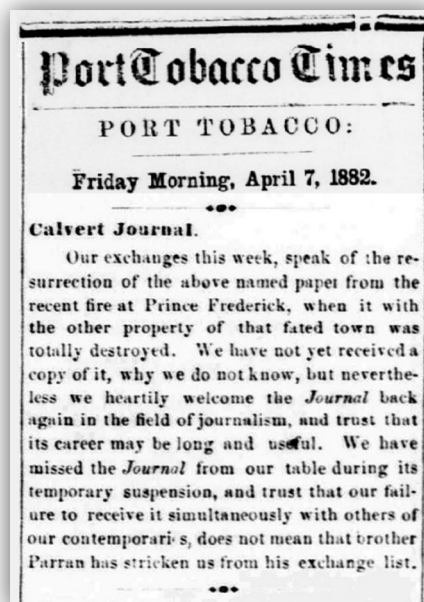 Port Tobacco Times
PORT TOBACCO:
Friday Morning, April 7, 1882.
Calvert Journal.
Our exchanges this week, speak of the re-
surrection of the above named paper from the
recent fire at Prince Frederick, when it with
the other property of that fated town was
totally destroyed. We have not yet received a
copy of it, why we do not know, but neverthe-
less we heartily welcome the Journal back
again in the field of journalism, and trust that
its career may be long and useful. We have
missed the Journal from our table during its
temporary suspension, and trust that our fail-
ure to receive it simultaneously with others of
our contemporaries, does not mean that brother
Parran has stricken us from his exchange list.